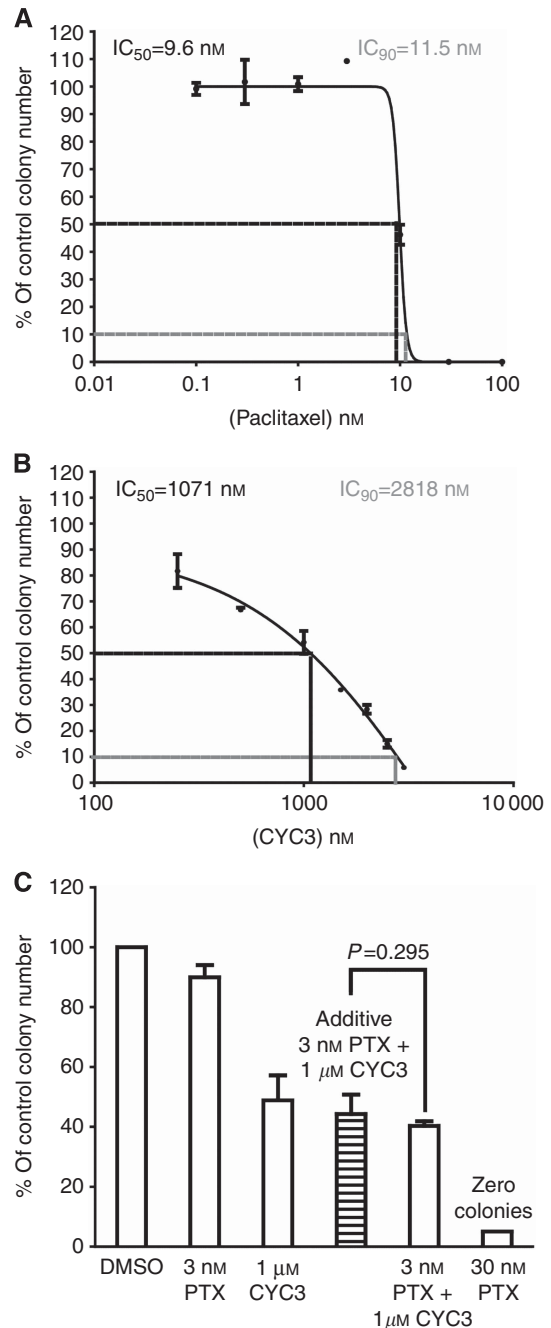 A
IC50=9.6 nM
IC90=11.5 nM
120
110
100
90
80
70
60
50
40
30
20
10
0
% Of control colony number
0.01
0.1
1
10
100
(Paclitaxel) nM
B
IC50=1071 nM
IC90=2818 nM
120
110
100
90
80
70
60
50
40
30
20
10
0
% Of control colony number
100
1000
10 000
(CYC3) nM
C
120
100
80
60
40
20
0
% Of control colony number
P=0.295
Additive
3 nM PTX +
1 µM CYC3
Zero
colonies
DMSO
3 nM
PTX
1 µM
CYC3
3 nM
PTX +
1µM CYC3
30 nM
PTX